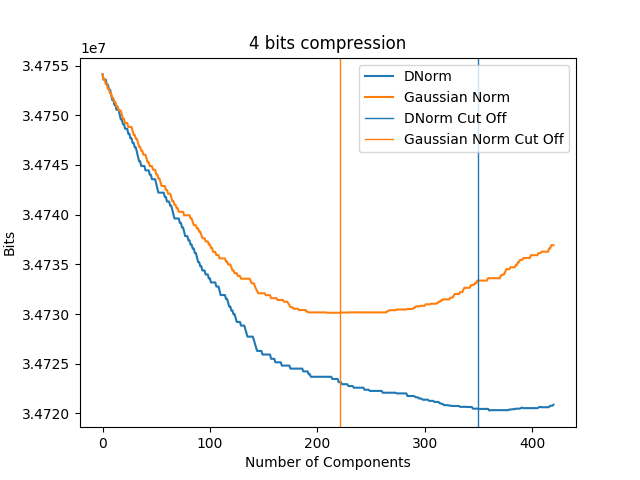 4 bits compression
1e7
3.4755
3.4750
3.4745
3.4740
3.4735
3.4730
3.4725
3.4720
Bits
DNorm
Gaussian Norm
DNorm Cut Off
Gaussian Norm Cut Off
0 100 200 300 400
Number of Components